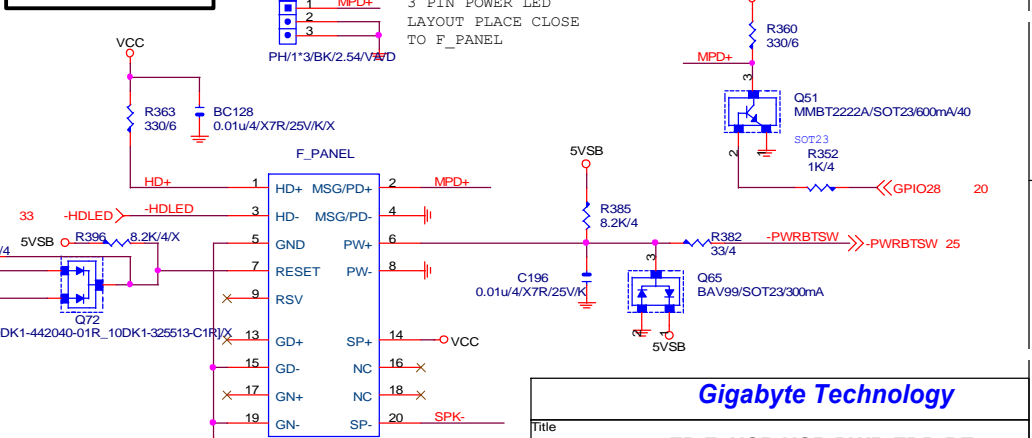 1 MPD+
2
3
3 PIN POWER LED
LAYOUT PLACE CLOSE
TO F_PANEL
PH/1*3/BK/2.54/VA/D
VCC
R363
330/6
BC128
0.01u/4/X7R/25V/K/X
R360
330/6
MPD+
3
Q51
MMBT2222A/SOT23/600mA/40
SOT23
2
1
R352
1K/4
GPIO28 20
F_PANEL
HD+ 1 HD+ MSG/PD+ 2 MPD+
33 -HDLED -HDLED 3 HD- MSG/PD- 4
5VSB R396 8.2K/4/X
5 GND PW+ 6
/4
7 RESET PW- 8
9 RSV
Q72
DK1-442040-01R_10DK1-325513-C1R]/X
13 GD+ SP+ 14 VCC
15 GD- NC 16
17 GN+ NC 18
19 GN- SP- 20 SPK-
5VSB
R385
8.2K/4
R382
33/4
-PWRBTSW -PWRBTSW 25
C196
0.01u/4/X7R/25V/K
3
Q65
BAV99/SOT23/300mA
2
1
5VSB
Gigabyte Technology
Title